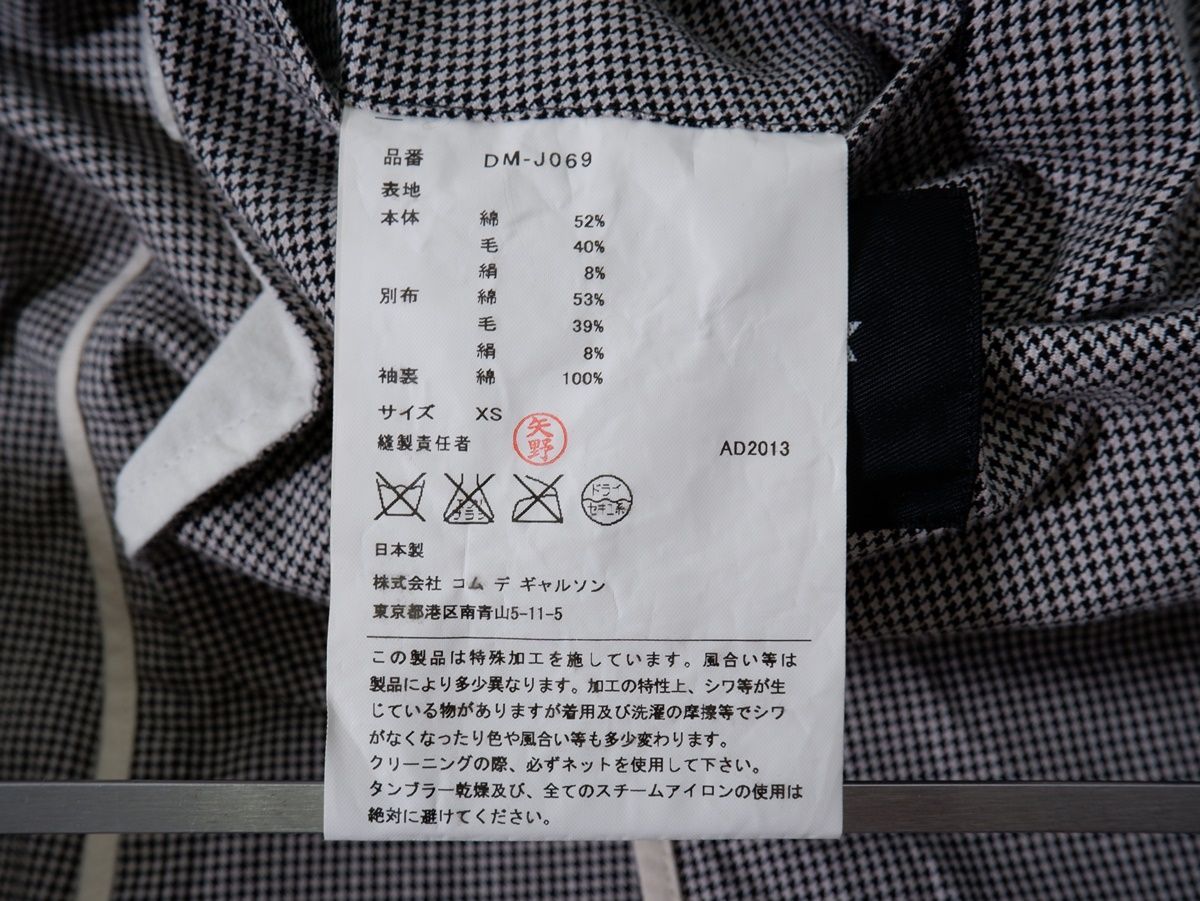 品番 DM-J069
表地
本体 綿 52%
毛 40%
絹 8%
別布 綿 53%
毛 39%
絹 8%
袖裏 綿 100%
サイズ XS
縫製責任者 矢野 AD2013
ドライ
セキユ系
日本製
株式会社 コム デ ギャルソン
東京都港区南青山5-11-5
この製品は特殊加工を施しています。風合い等は
製品により多少異なります。加工の特性上、シワ等が生
じている物がありますが着用及び洗濯の摩擦等でシワ
がなくなったり色や風合い等も多少変わります。
クリーニングの際、必ずネットを使用して下さい。
タンブラー乾燥及び、全てのスチームアイロンの使用は
絶対に避けてください。